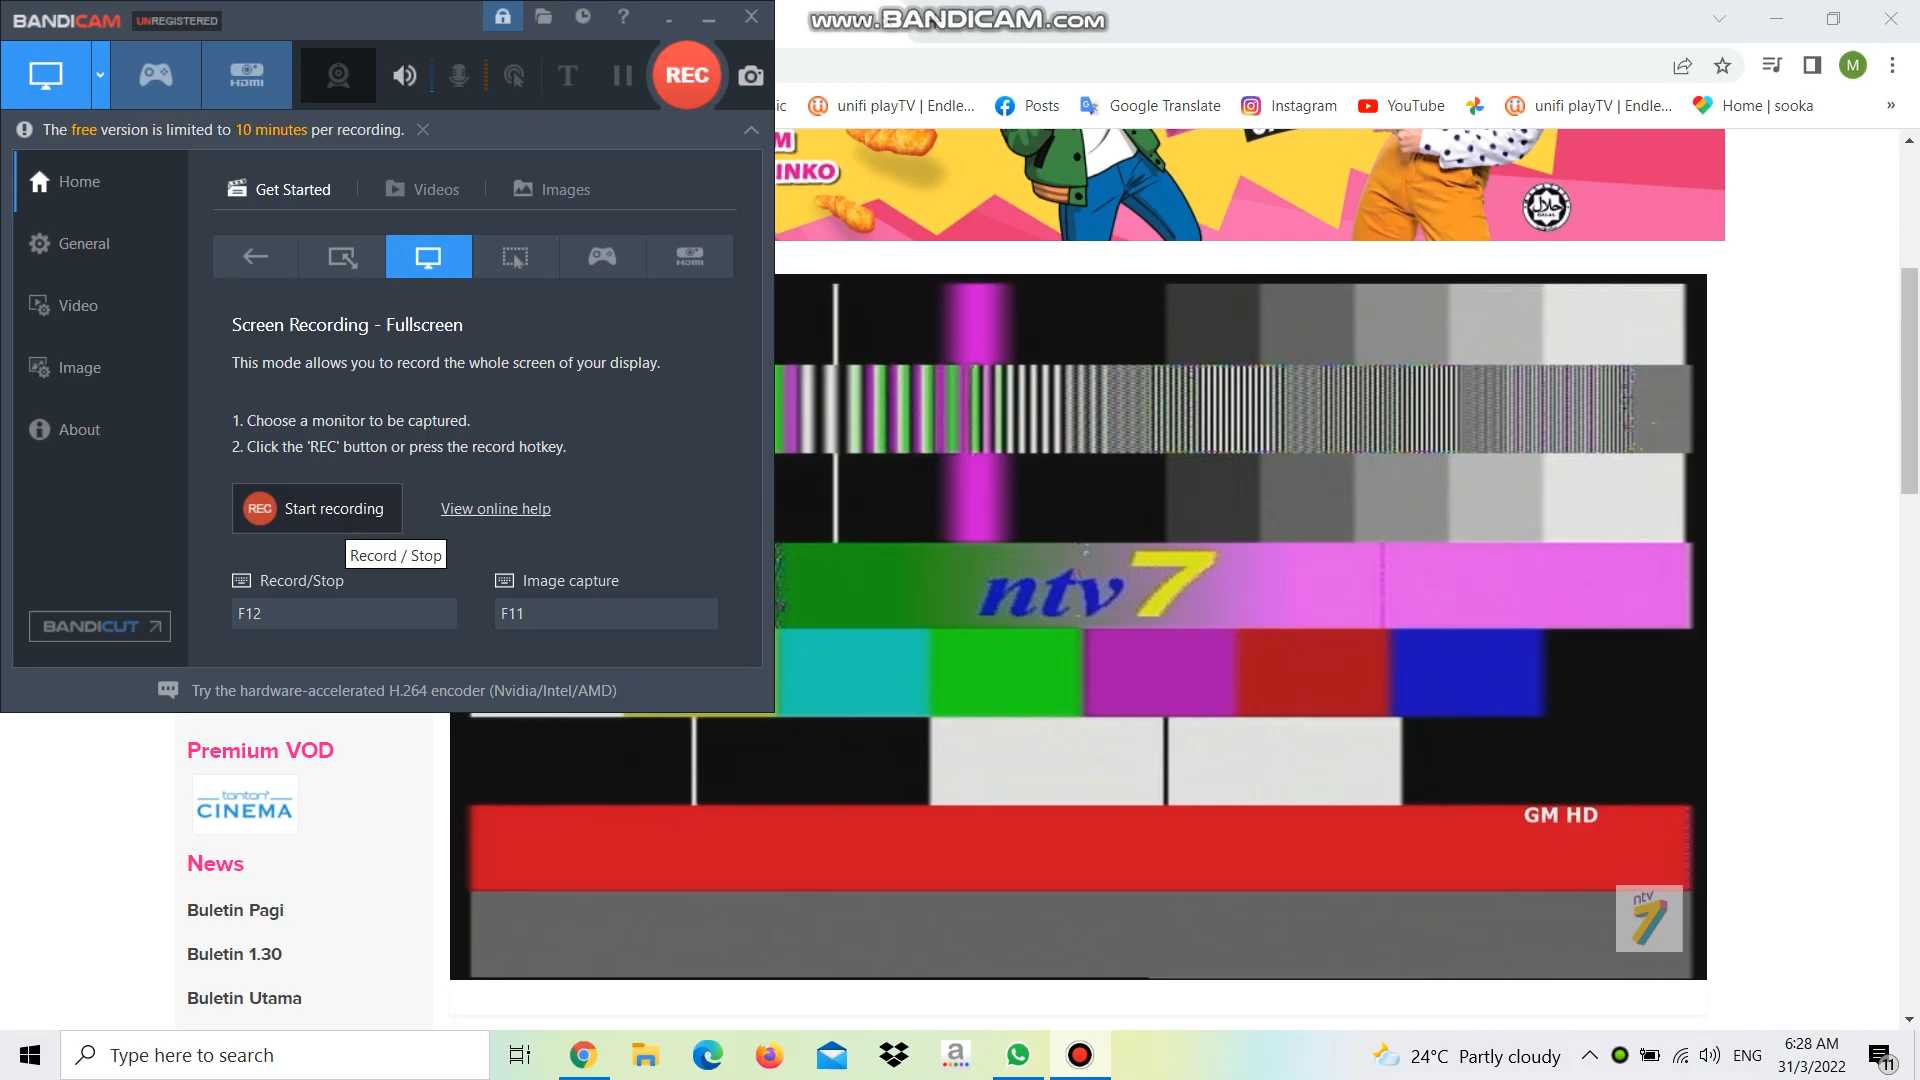 BANDICAM UNREGISTERED
www.BANDICAM.com
HDMI
T
REC
M
The free version is limited to 10 minutes per recording.
ic
unifi playTV | Endle...
Posts
Google Translate
Instagram
YouTube
unifi playTV | Endle...
Home | sooka
»
Home
General
Video
Image
About
BANDICUT
Get Started
Videos
Images
HDMI
Screen Recording - Fullscreen
This mode allows you to record the whole screen of your display.
1. Choose a monitor to be captured.
2. Click the 'REC' button or press the record hotkey.
REC Start recording
View online help
Record / Stop
Record/Stop
Image capture
F12
F11
Try the hardware-accelerated H.264 encoder (Nvidia/Intel/AMD)
M
INKO
حلال
ntv7
GM HD
ntv7
Premium VOD
tonton
CINEMA
News
Buletin Pagi
Buletin 1.30
Buletin Utama
Type here to search
a
24°C Partly cloudy
ENG
6:28 AM
31/3/2022
11